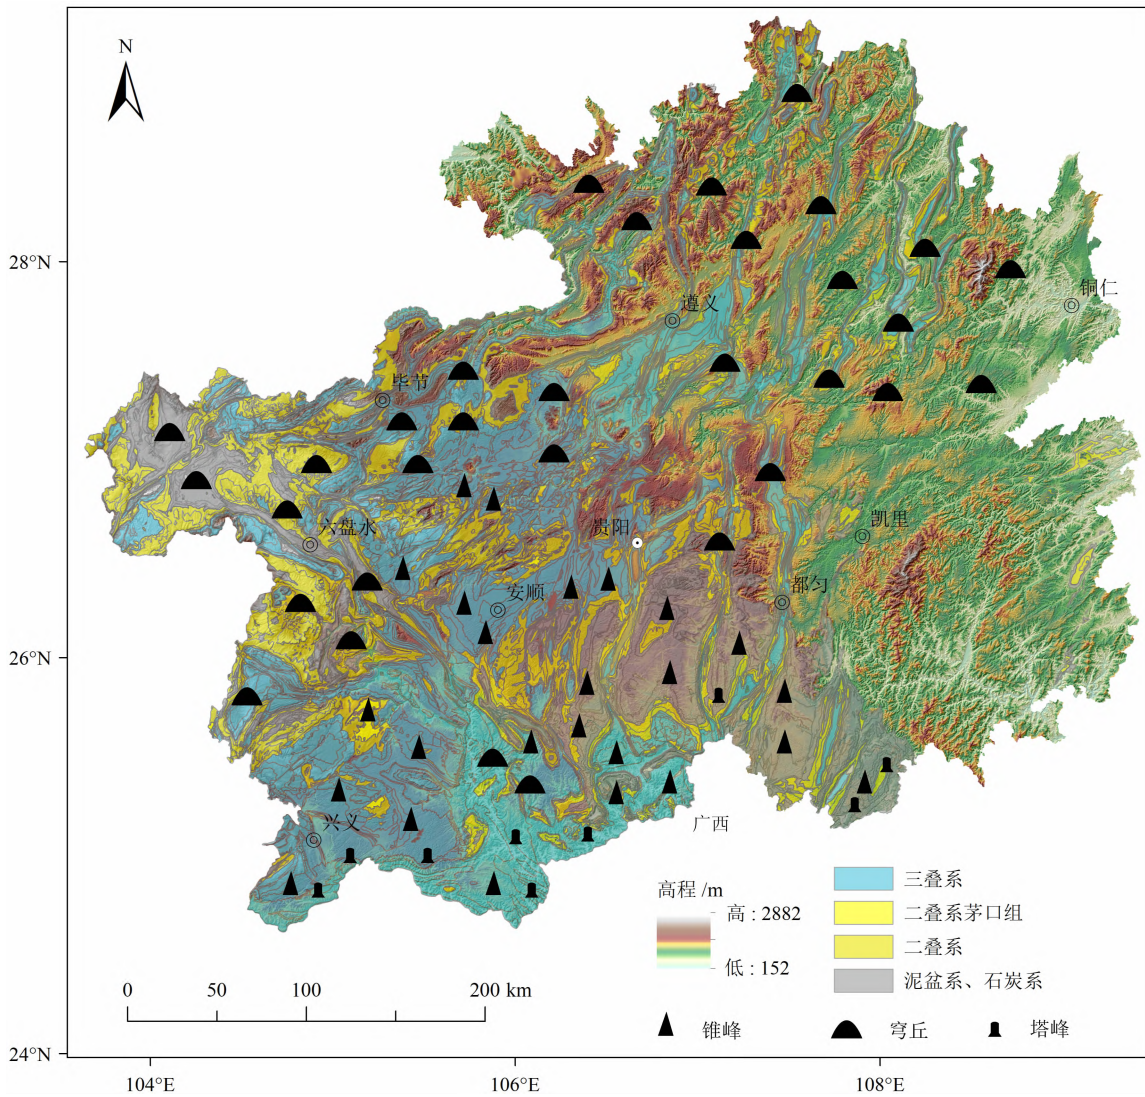 N
28°N
26°N
24°N
104°E
106°E
108°E
铜仁
遵义
毕节
六盘水
贵阳
凯里
安顺
都匀
兴义
广西
高程 /m
高 : 2882
低 : 152
三叠系
二叠系茅口组
二叠系
泥盆系、石炭系
0 50 100 200 km
锥峰
穹丘
塔峰